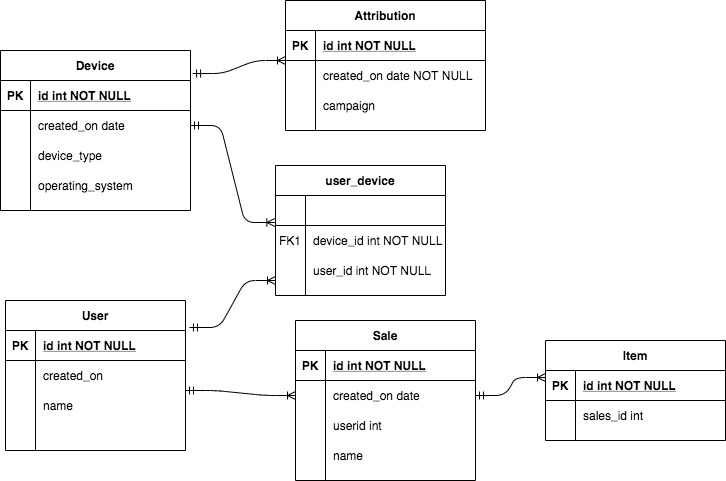 Attribution
PK id int NOT NULL
created_on date NOT NULL
campaign
Device
PK id int NOT NULL
created_on date
device_type
operating_system
user_device
FK1 device_id int NOT NULL
user_id int NOT NULL
User
PK id int NOT NULL
created_on
name
Sale
PK id int NOT NULL
created_on date
userid int
name
Item
PK id int NOT NULL
sales_id int